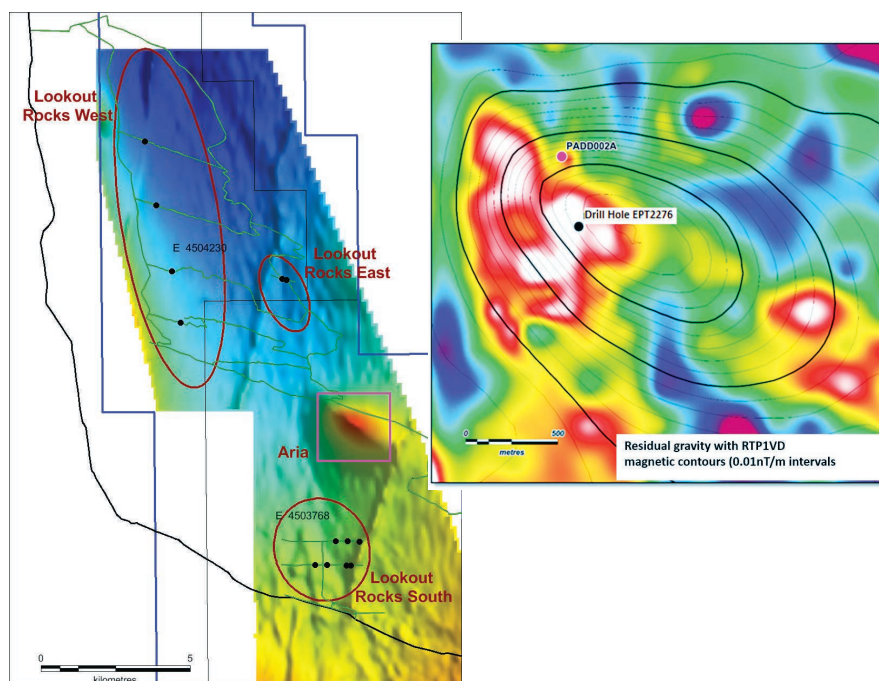 Lookout
Rocks West
E 4504230
Lookout
Rocks East
Aria
E 4503768
Lookout
Rocks South
0 5
kilometres
PADD002A
Drill Hole EPT2276
0 500
metres
Residual gravity with RTP1VD
magnetic contours (0.01nT/m intervals